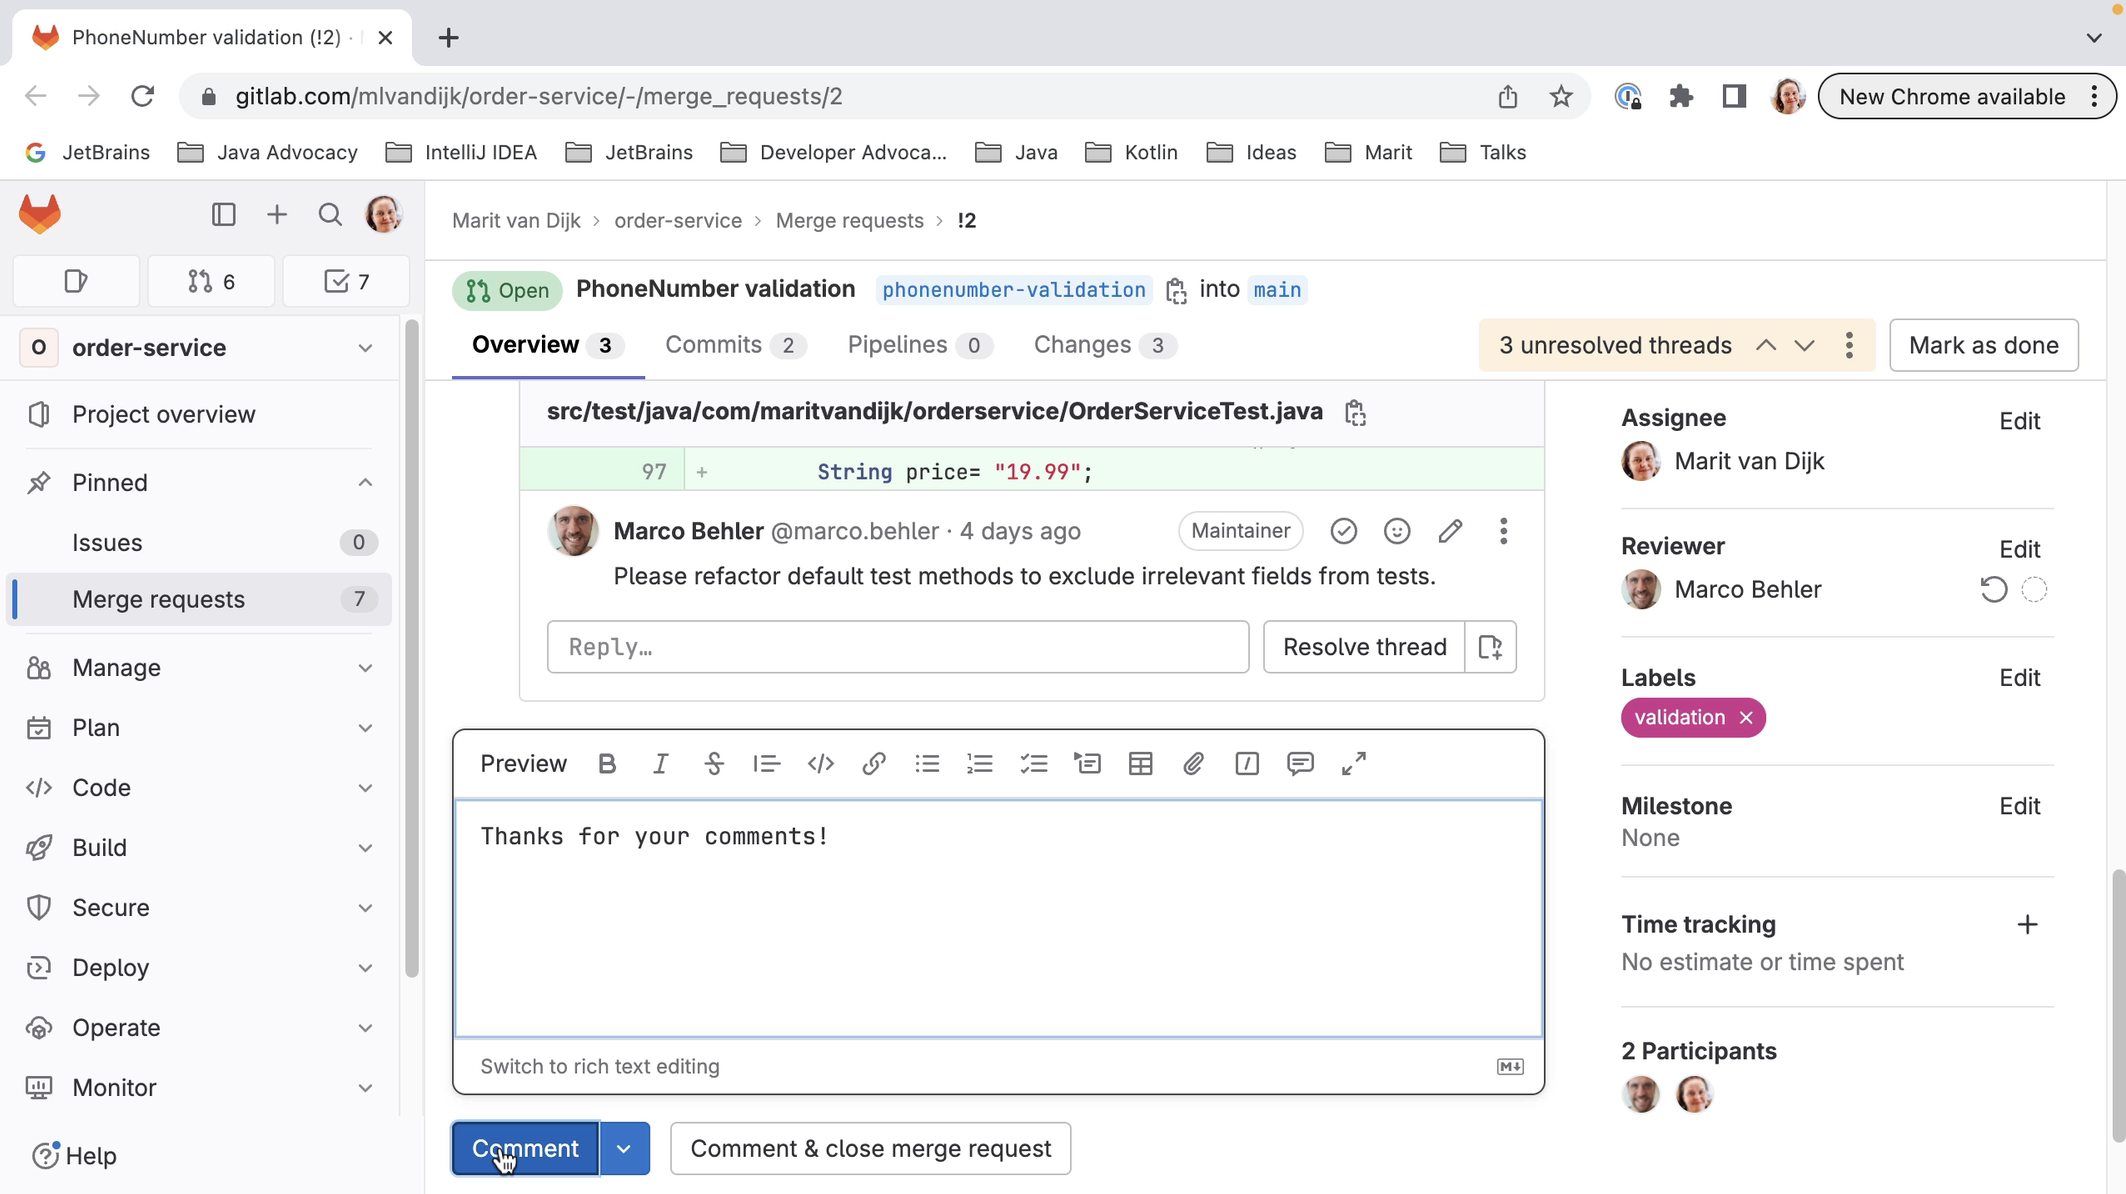 PhoneNumber validation (!2) ·
gitlab.com/mlvandijk/order-service/-/merge_requests/2
New Chrome available
JetBrains
Java Advocacy
IntelliJ IDEA
JetBrains
Developer Advoca...
Java
Kotlin
Ideas
Marit
Talks
6
7
O order-service
Project overview
Pinned
Issues 0
Merge requests 7
Manage
Plan
Code
Build
Secure
Deploy
Operate
Monitor
Help
Marit van Dijk > order-service > Merge requests > !2
Open PhoneNumber validation phonenumber-validation into main
Overview 3 Commits 2 Pipelines 0 Changes 3
3 unresolved threads
Mark as done
src/test/java/com/maritvandijk/orderservice/OrderServiceTest.java
97 + String price= "19.99";
Marco Behler @marco.behler · 4 days ago Maintainer
Please refactor default test methods to exclude irrelevant fields from tests.
Reply…
Resolve thread
Preview
Thanks for your comments!
Switch to rich text editing
Comment
Comment & close merge request
Assignee Edit
Marit van Dijk
Reviewer Edit
Marco Behler
Labels Edit
validation
Milestone Edit
None
Time tracking
No estimate or time spent
2 Participants